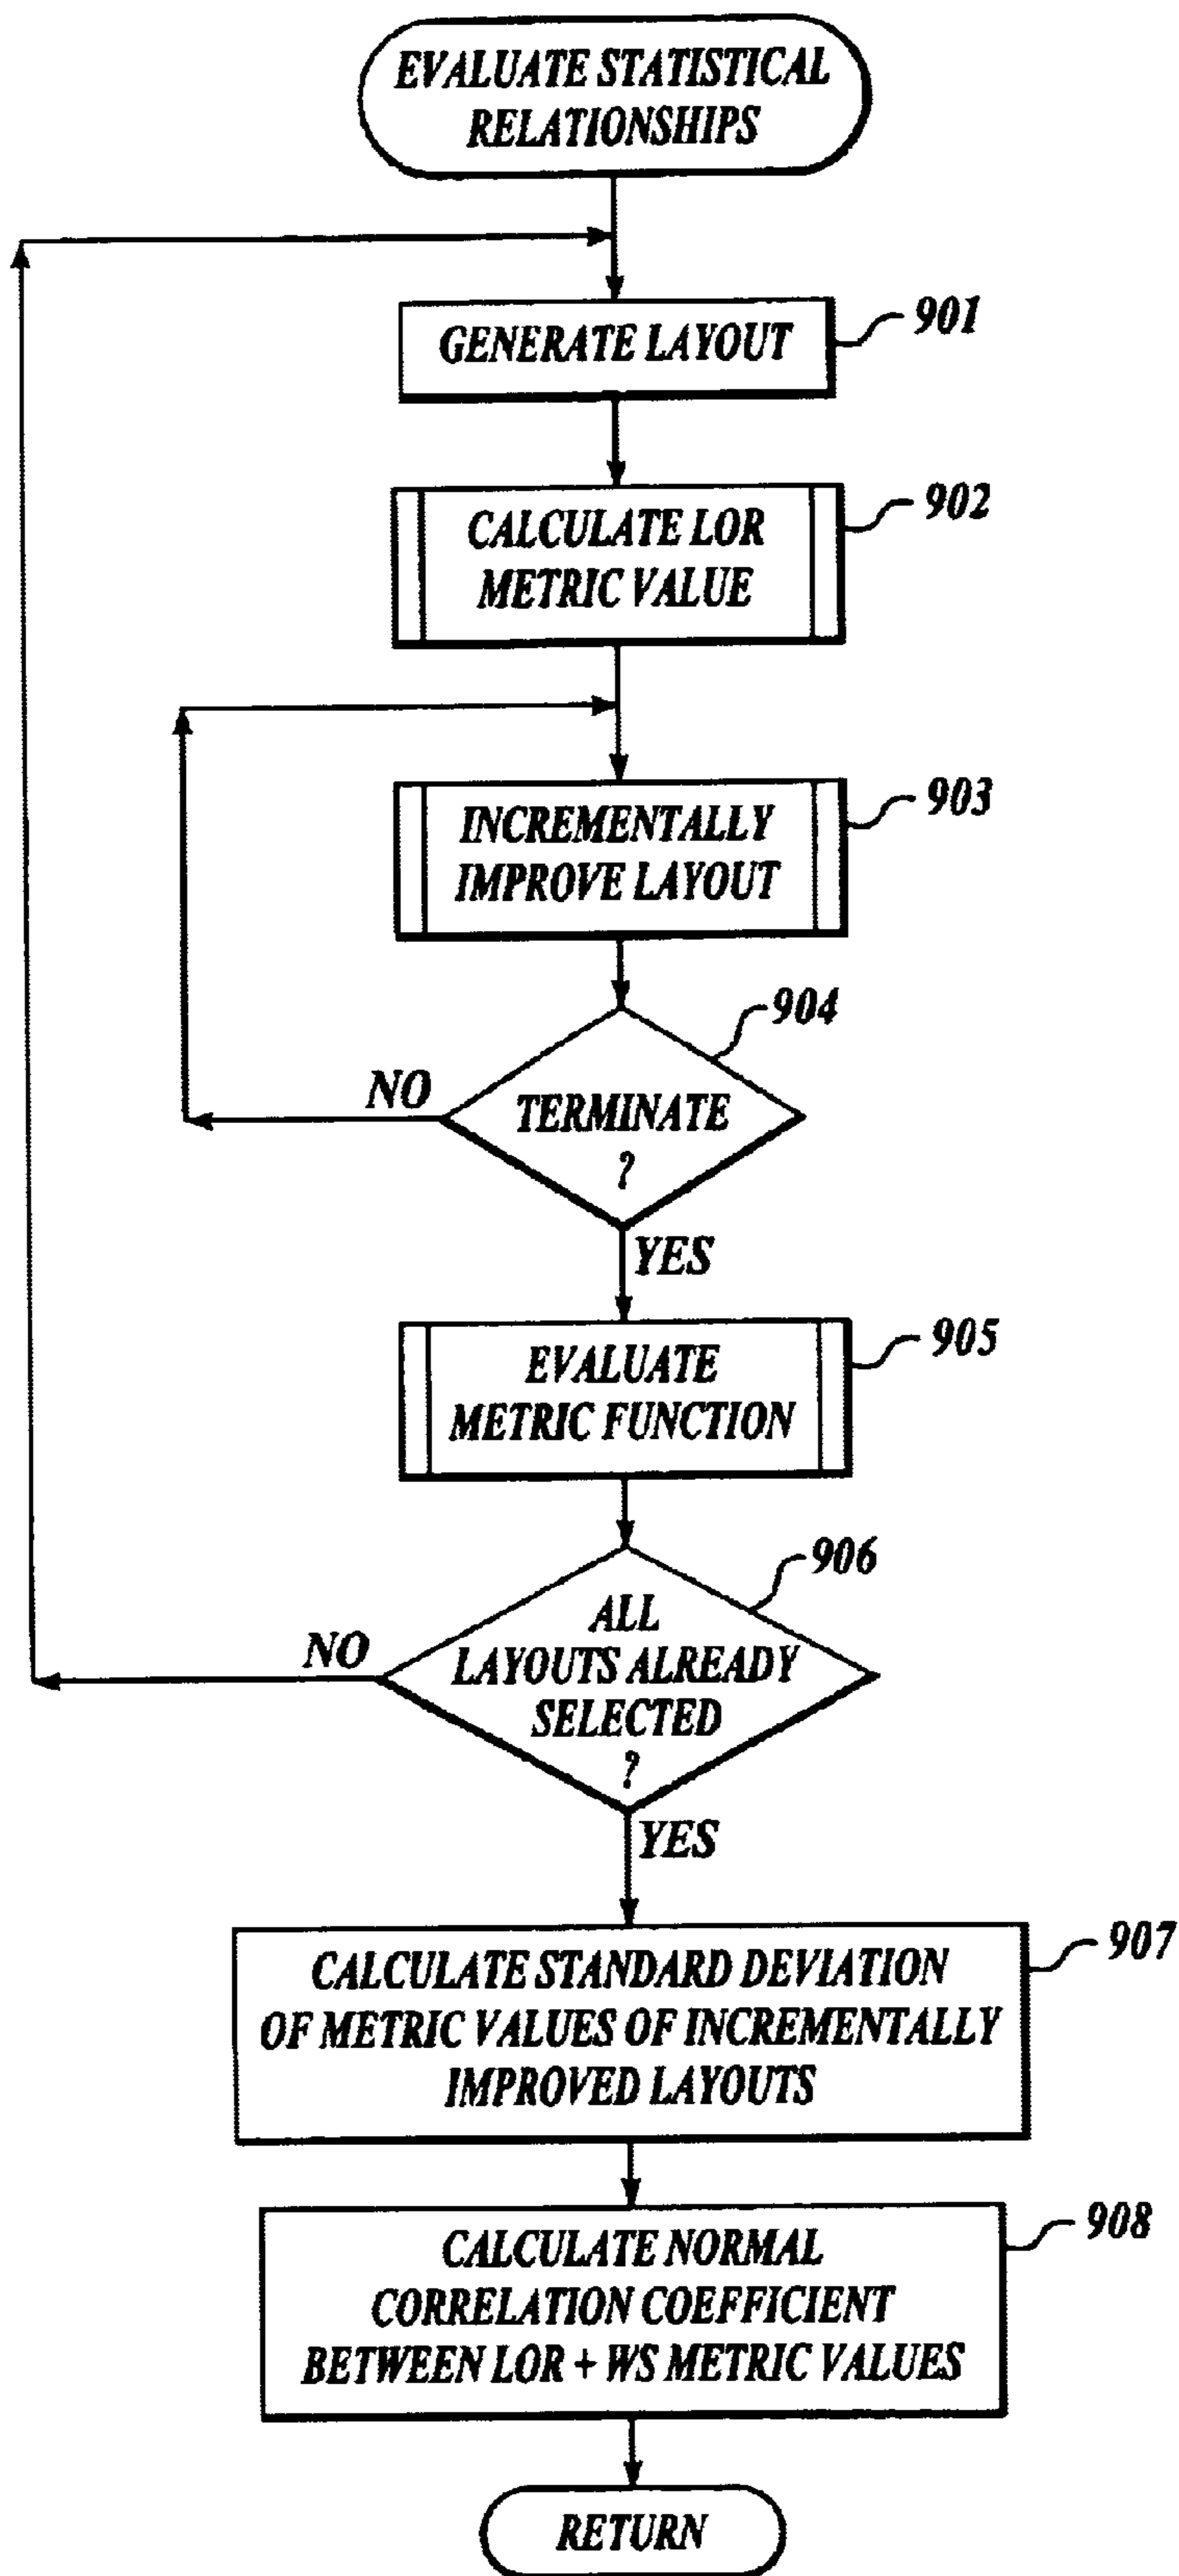 EVALUATE STATISTICAL
RELATIONSHIPS
GENERATE LAYOUT
901
CALCULATE LOR
METRIC VALUE
902
INCREMENTALLY
IMPROVE LAYOUT
903
904
NO
TERMINATE
?
YES
EVALUATE
METRIC FUNCTION
905
906
ALL
LAYOUTS ALREADY
SELECTED
?
NO
YES
CALCULATE STANDARD DEVIATION
OF METRIC VALUES OF INCREMENTALLY
IMPROVED LAYOUTS
907
CALCULATE NORMAL
CORRELATION COEFFICIENT
BETWEEN LOR + WS METRIC VALUES
908
RETURN